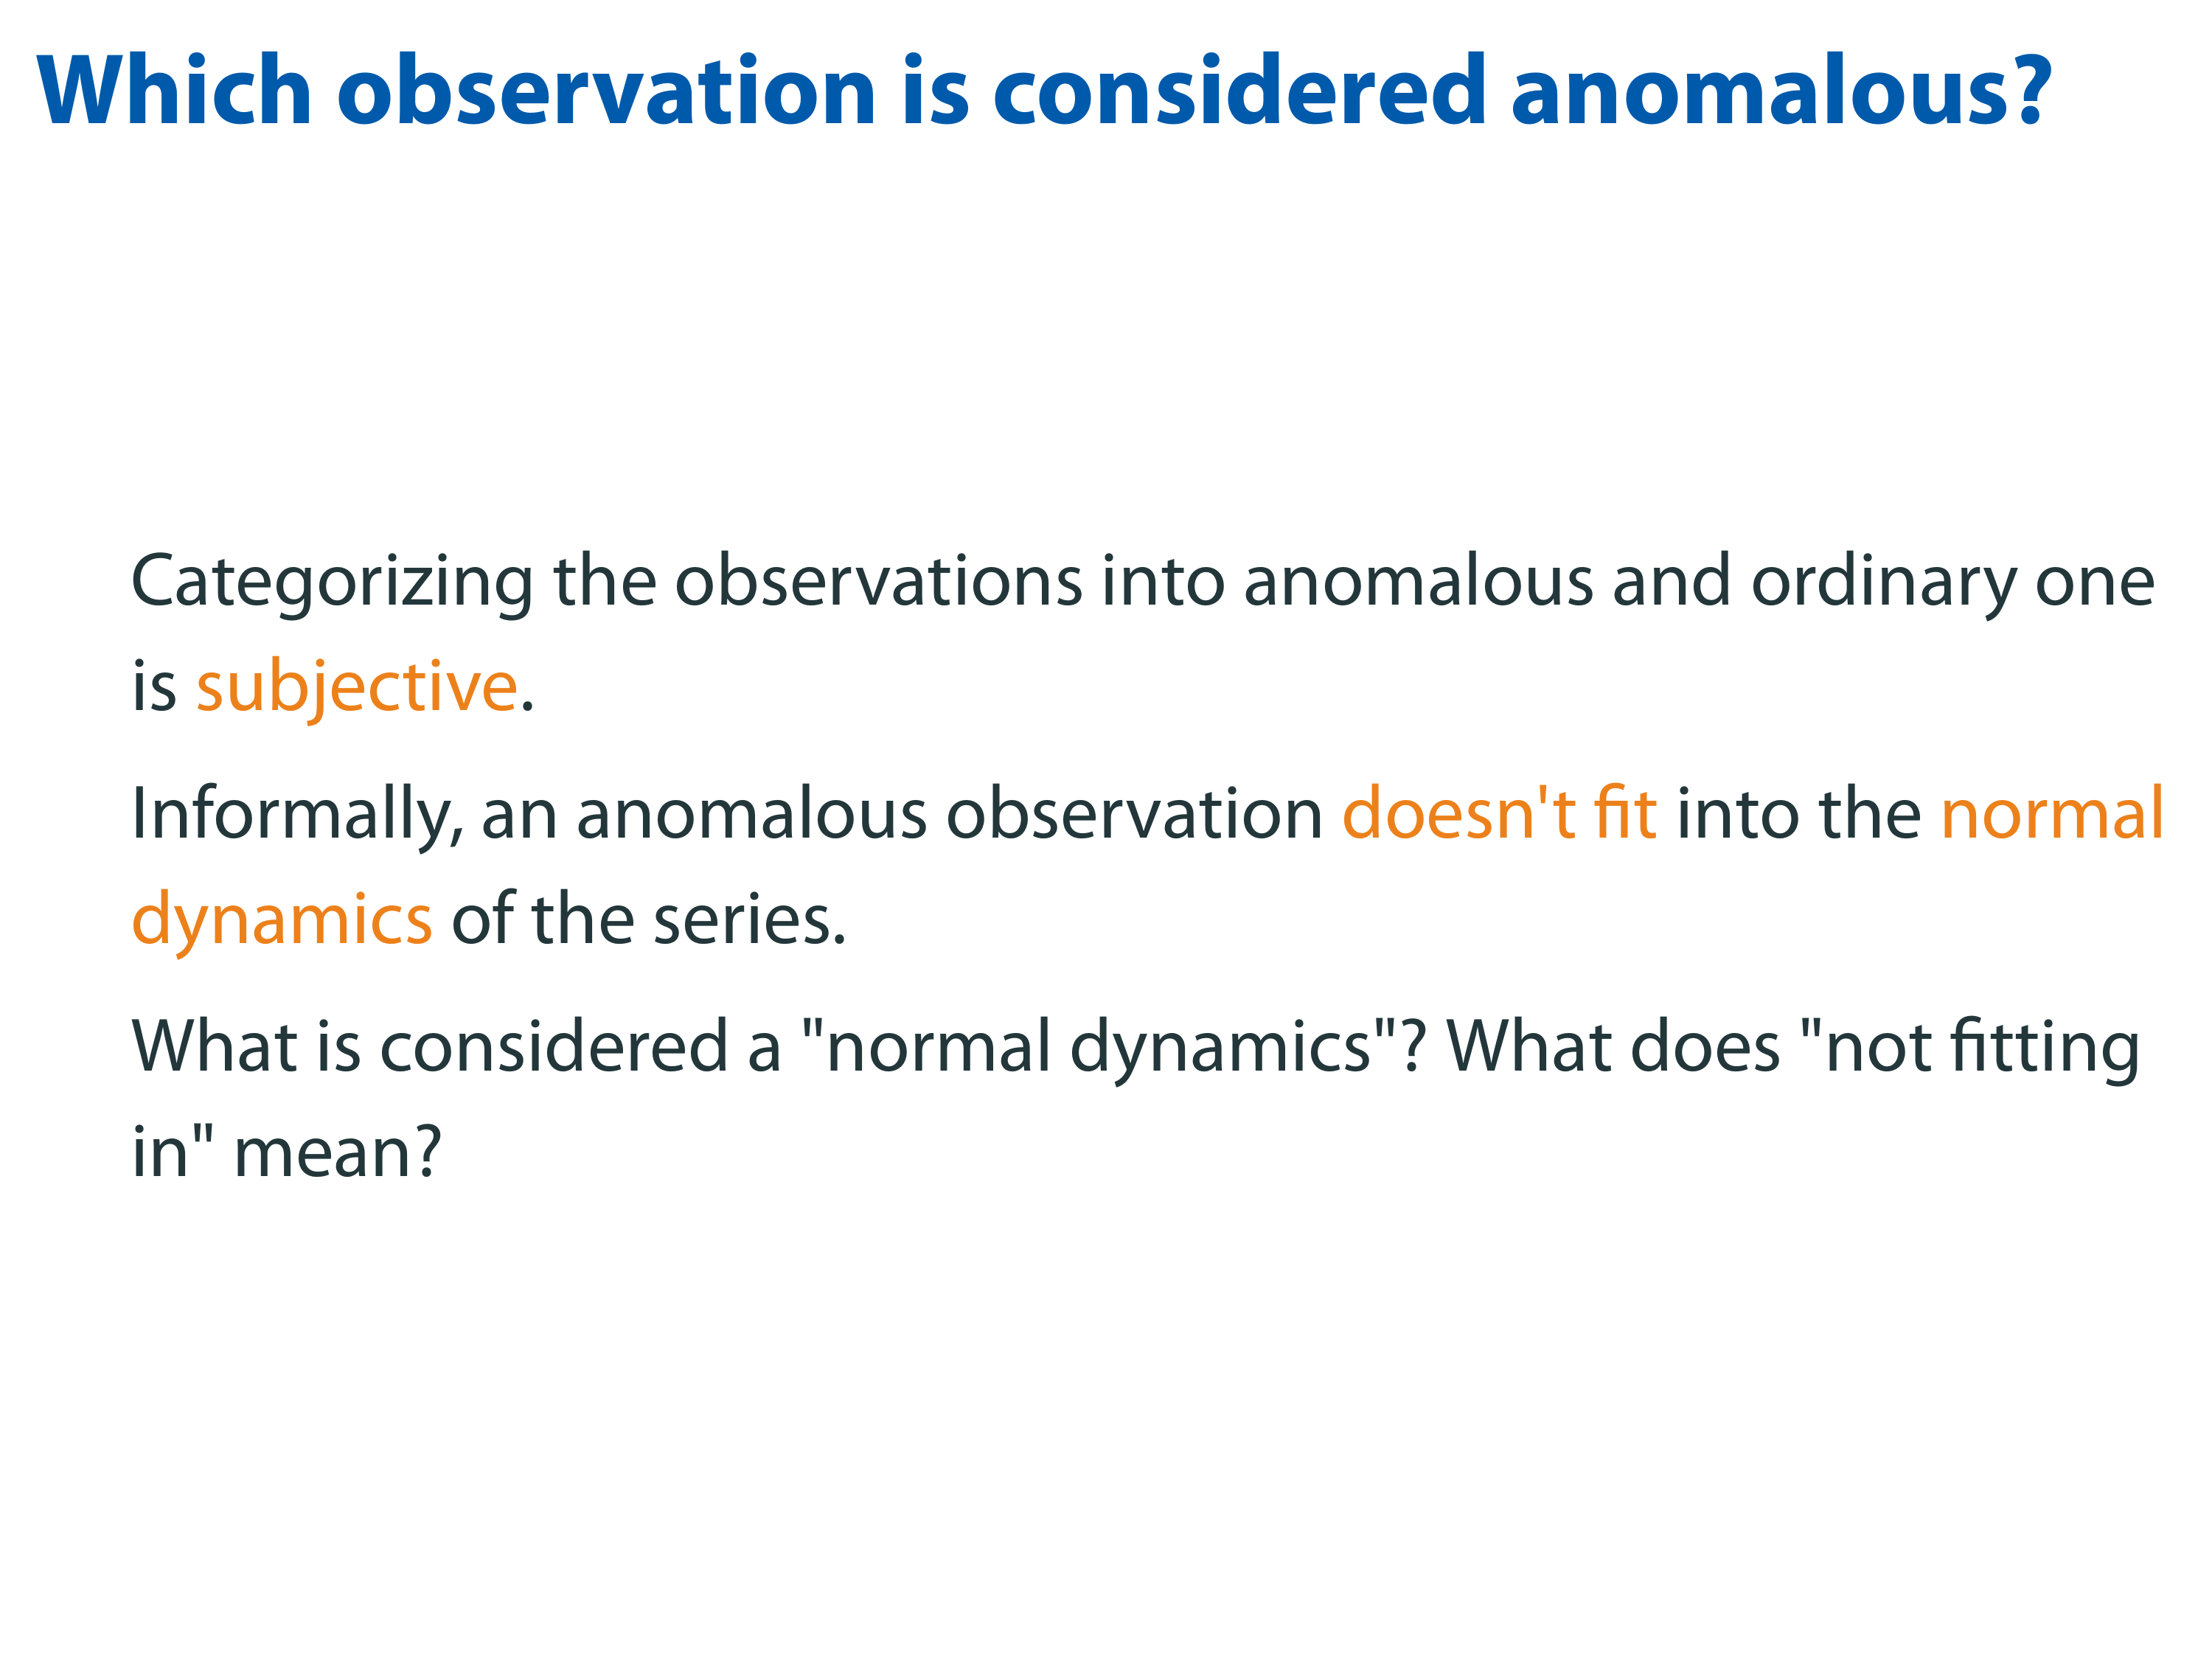 Which observation is considered anomalous?
Categorizing the observations into anomalous and ordinary one
is subjective.
Informally, an anomalous observation doesn't fit into the normal
dynamics of the series.
What is considered a "normal dynamics"? What does "not fitting
in" mean?